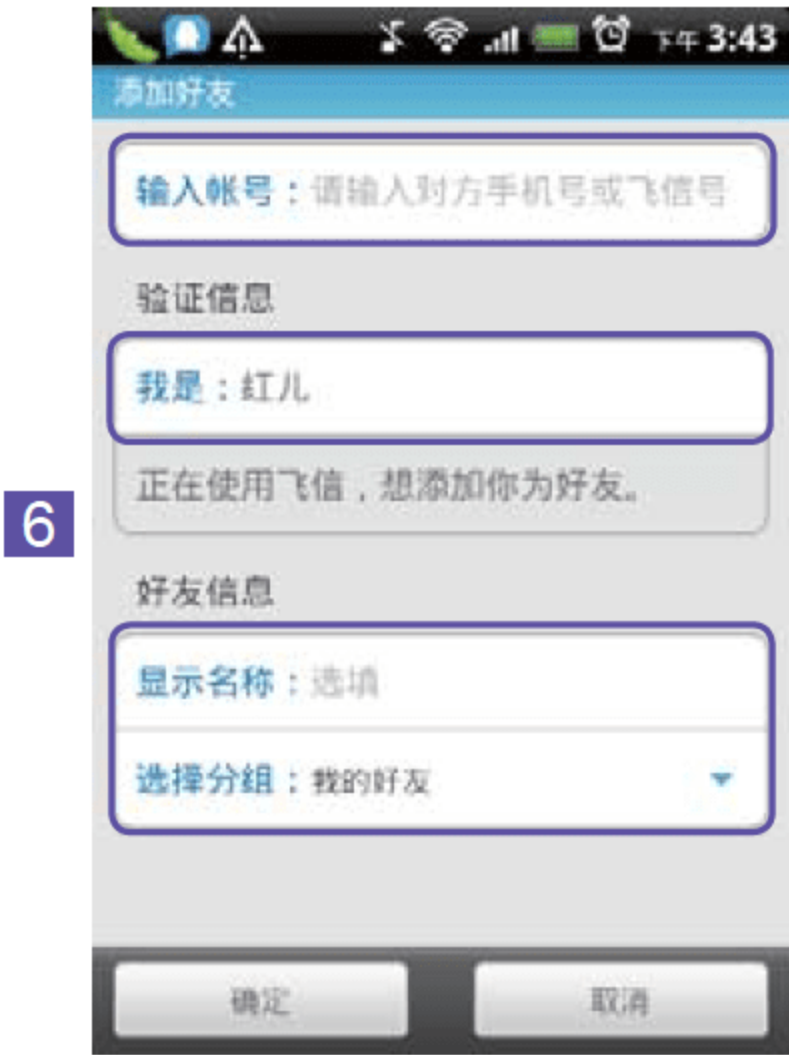 下午 3:43
添加好友
输入帐号：请输入对方手机号或飞信号
验证信息
我是：红儿
正在使用飞信，想添加你为好友。
6
好友信息
显示名称：选填
选择分组：我的好友
确定
取消